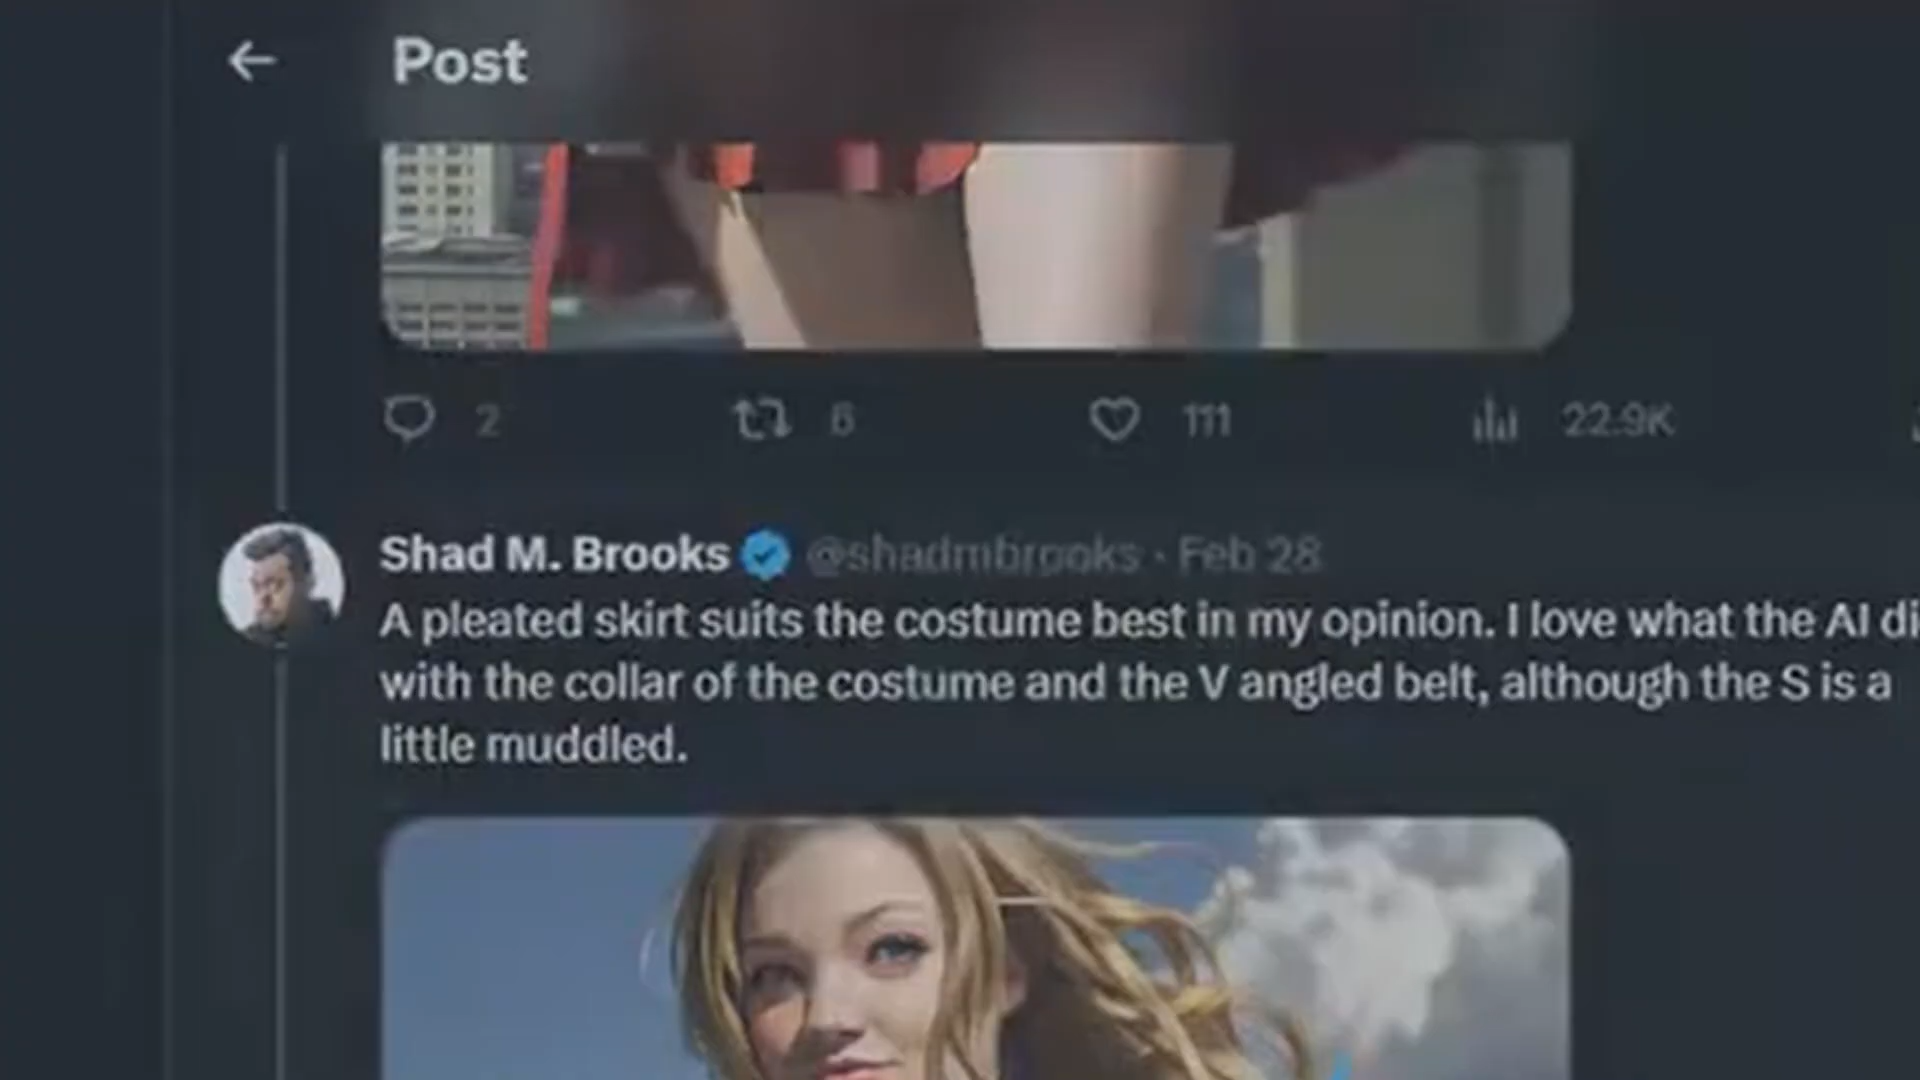 Post
2 6 111 22.9K
Shad M. Brooks @shadmbrooks · Feb 28
A pleated skirt suits the costume best in my opinion. I love what the AI di
with the collar of the costume and the V angled belt, although the S is a
little muddled.